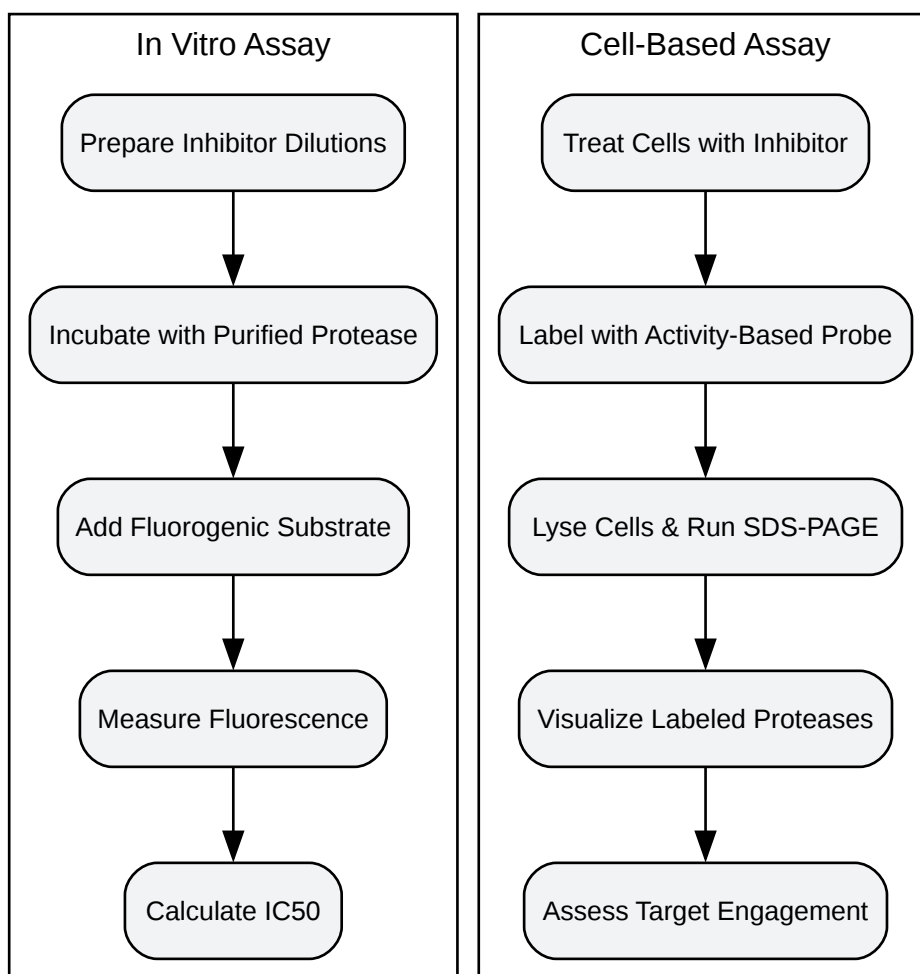 In Vitro Assay
Prepare Inhibitor Dilutions
Incubate with Purified Protease
Add Fluorogenic Substrate
Measure Fluorescence
Calculate IC50
Cell-Based Assay
Treat Cells with Inhibitor
Label with Activity-Based Probe
Lyse Cells & Run SDS-PAGE
Visualize Labeled Proteases
Assess Target Engagement